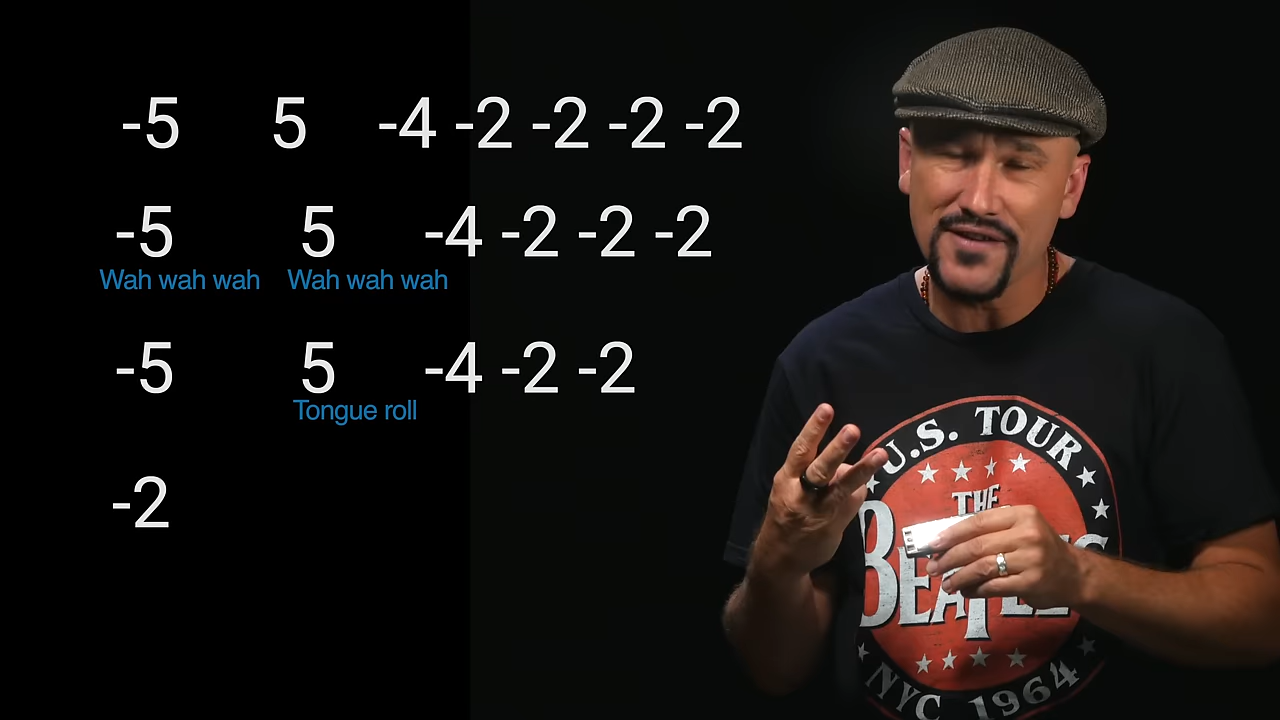 -5 5 -4 -2 -2 -2 -2
-5 5 -4 -2 -2 -2
Wah wah wah Wah wah wah
-5 5 -4 -2 -2
Tongue roll
-2
U.S. TOUR
THE
BEATLES
NYC 1964